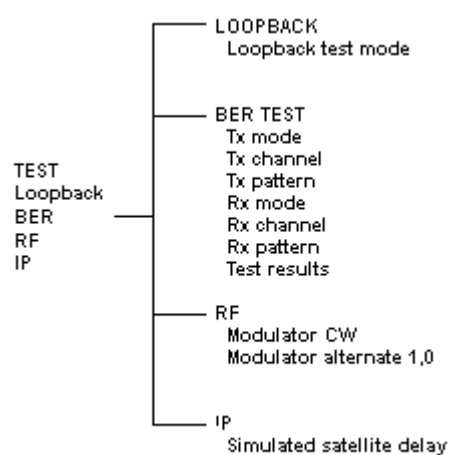 TEST
Loopback
BER
RF
IP
LOOPBACK
Loopback test mode
BER TEST
Tx mode
Tx channel
Tx pattern
Rx mode
Rx channel
Rx pattern
Test results
RF
Modulator CW
Modulator alternate 1,0
IP
Simulated satellite delay